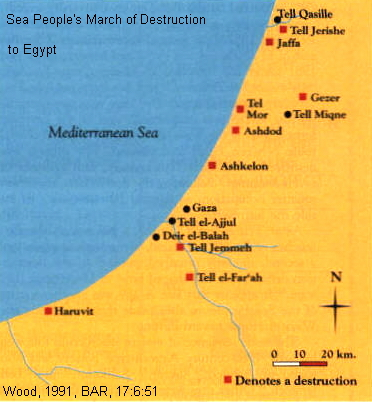 Sea People's March of Destruction
to Egypt
Tell Qasille
Tell Jerishe
Jaffa
Gezer
Tel
Mor
Tell Miqne
Ashdod
Mediterranean Sea
Ashkelon
Gaza
Tell el-Ajjul
Deir el-Balah
Tell Jemmeh
Tell el-Far'ah
N
Haruvit
0 10 20 km.
Denotes a destruction
Wood, 1991, BAR, 17:6:51